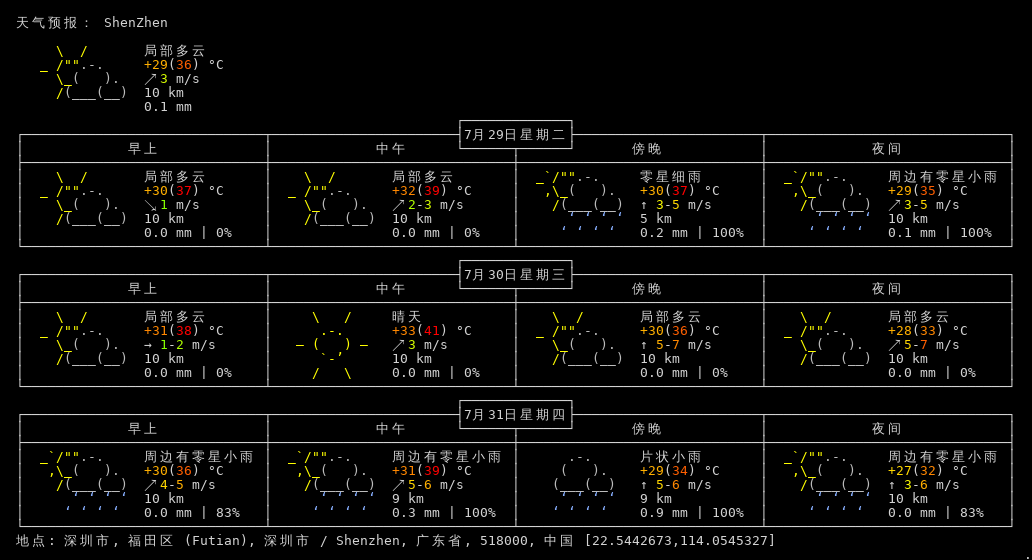 天气预报： ShenZhen
局部多云
+29(36) °C
↗3 m/s
10 km
0.1 mm
7月29日星期二
早上 中午 傍晚 夜间
局部多云 局部多云 零星细雨 周边有零星小雨
+30(37) °C +32(39) °C +30(37) °C +29(35) °C
↘1 m/s ↗2-3 m/s ↑ 3-5 m/s ↗3-5 m/s
10 km 10 km 5 km 10 km
0.0 mm | 0% 0.0 mm | 0% 0.2 mm | 100% 0.1 mm | 100%
7月30日星期三
早上 中午 傍晚 夜间
局部多云 晴天 局部多云 局部多云
+31(38) °C +33(41) °C +30(36) °C +28(33) °C
→ 1-2 m/s ↗3 m/s ↑ 5-7 m/s ↗5-7 m/s
10 km 10 km 10 km 10 km
0.0 mm | 0% 0.0 mm | 0% 0.0 mm | 0% 0.0 mm | 0%
7月31日星期四
早上 中午 傍晚 夜间
周边有零星小雨 周边有零星小雨 片状小雨 周边有零星小雨
+30(36) °C +31(39) °C +29(34) °C +27(32) °C
↗4-5 m/s ↗5-6 m/s ↑ 5-6 m/s ↑ 3-6 m/s
10 km 9 km 9 km 10 km
0.0 mm | 83% 0.3 mm | 100% 0.9 mm | 100% 0.0 mm | 83%
地点: 深圳市, 福田区 (Futian), 深圳市 / Shenzhen, 广东省, 518000, 中国 [22.5442673,114.0545327]